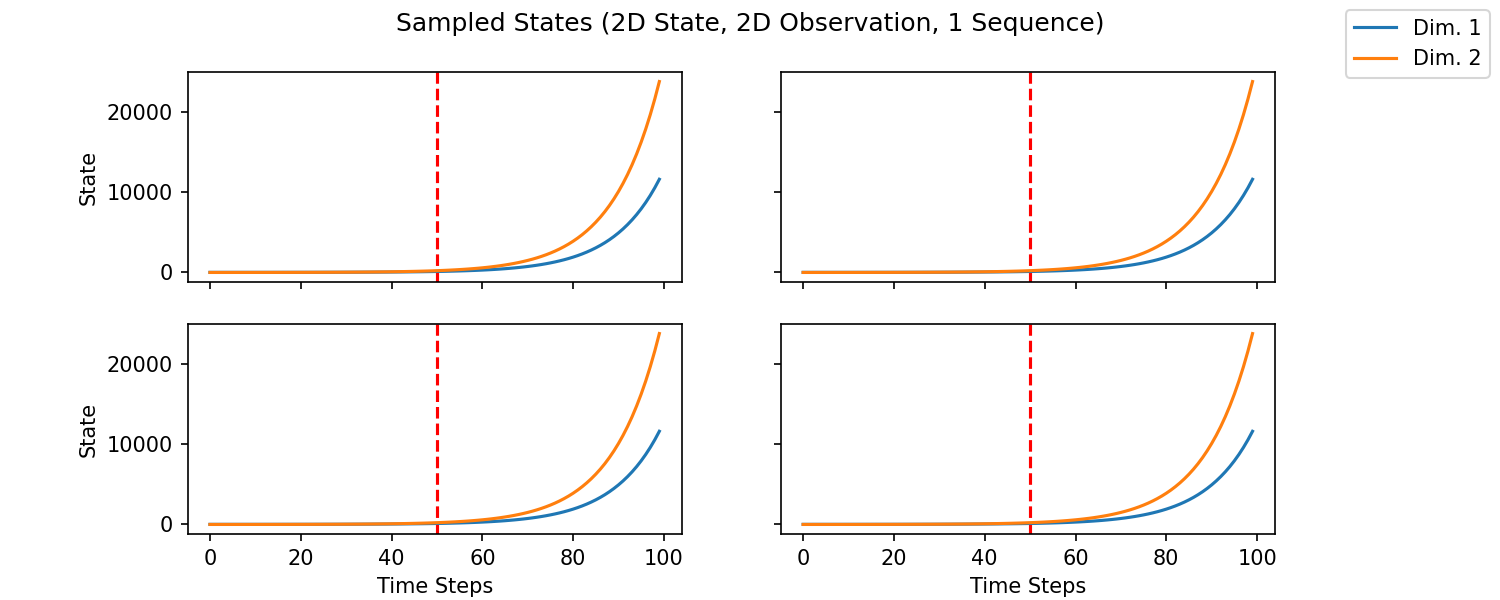 Sampled States (2D State, 2D Observation, 1 Sequence)
Dim. 1
Dim. 2
20000
10000
0
State
20000
10000
0
State
0 20 40 60 80 100
0 20 40 60 80 100
Time Steps
Time Steps